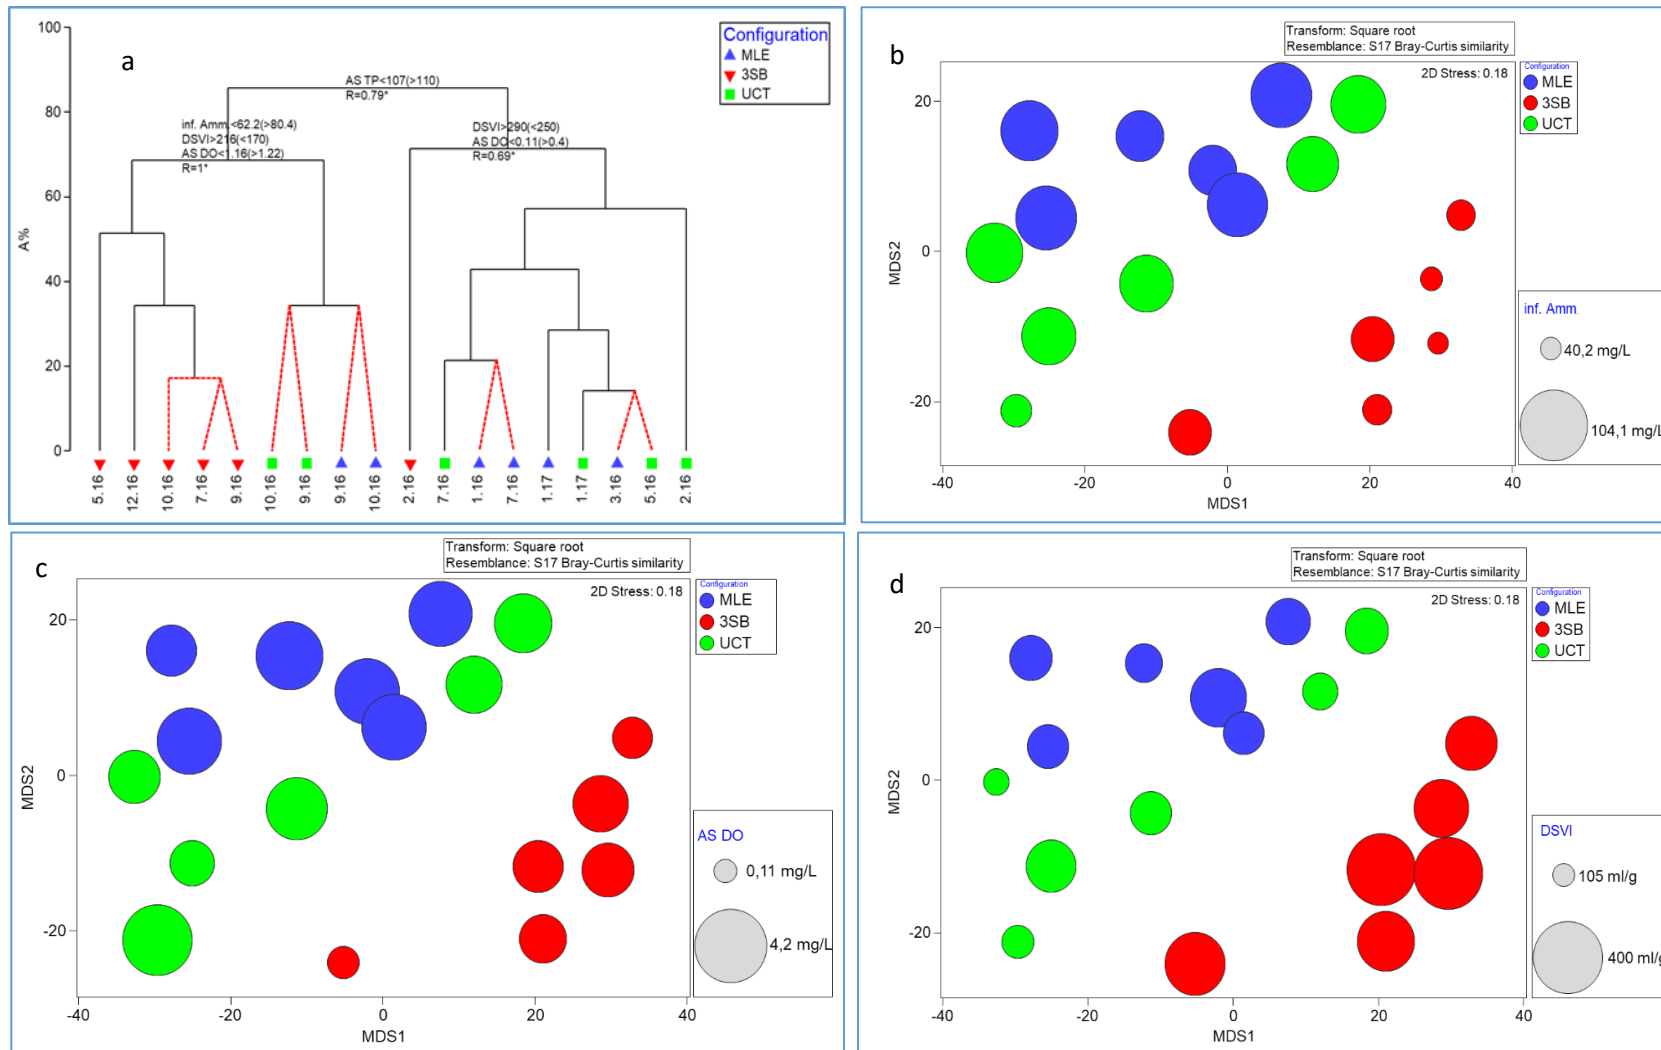 a
100
80
60
40
20
0
A%
AS TP<107(>110)
R=0.79*
inf. Amm.<62.2(>80.4)
DSVI>216(<170)
AS DO<1.16(>1.22)
R=1*
DSVI>290(<250)
AS DO<0.11(>0.4)
R=0.69*
Configuration
MLE
3SB
UCT
5.16
12.16
10.16
7.16
9.16
10.16
9.16
9.16
10.16
2.16
7.16
1.16
7.16
1.17
1.17
3.16
5.16
2.16
b
Transform: Square root
Resemblance: S17 Bray-Curtis similarity
2D Stress: 0.18
Configuration
MLE
3SB
UCT
20
0
-20
MDS2
-40
-20
0
20
40
MDS1
inf. Amm.
40,2 mg/L
104,1 mg/L
c
Transform: Square root
Resemblance: S17 Bray-Curtis similarity
2D Stress: 0.18
Configuration
MLE
3SB
UCT
20
0
-20
MDS2
-40
-20
0
20
40
MDS1
AS DO
0,11 mg/L
4,2 mg/L
d
Transform: Square root
Resemblance: S17 Bray-Curtis similarity
2D Stress: 0.18
Configuration
MLE
3SB
UCT
20
0
-20
MDS2
-40
-20
0
20
40
MDS1
DSVI
105 ml/g
400 ml/g